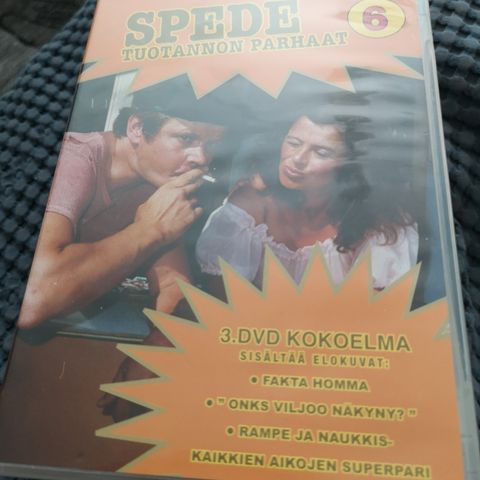 SPEDE
6
TUOTANNON PARHAAT
3.DVD KOKOELMA
SISÄLTÄÄ ELOKUVAT:
• FAKTA HOMMA
• " ONKS VILJOO NÄKYNY? "
• RAMPE JA NAUKKIS-
KAIKKIEN AIKOJEN SUPERPARI